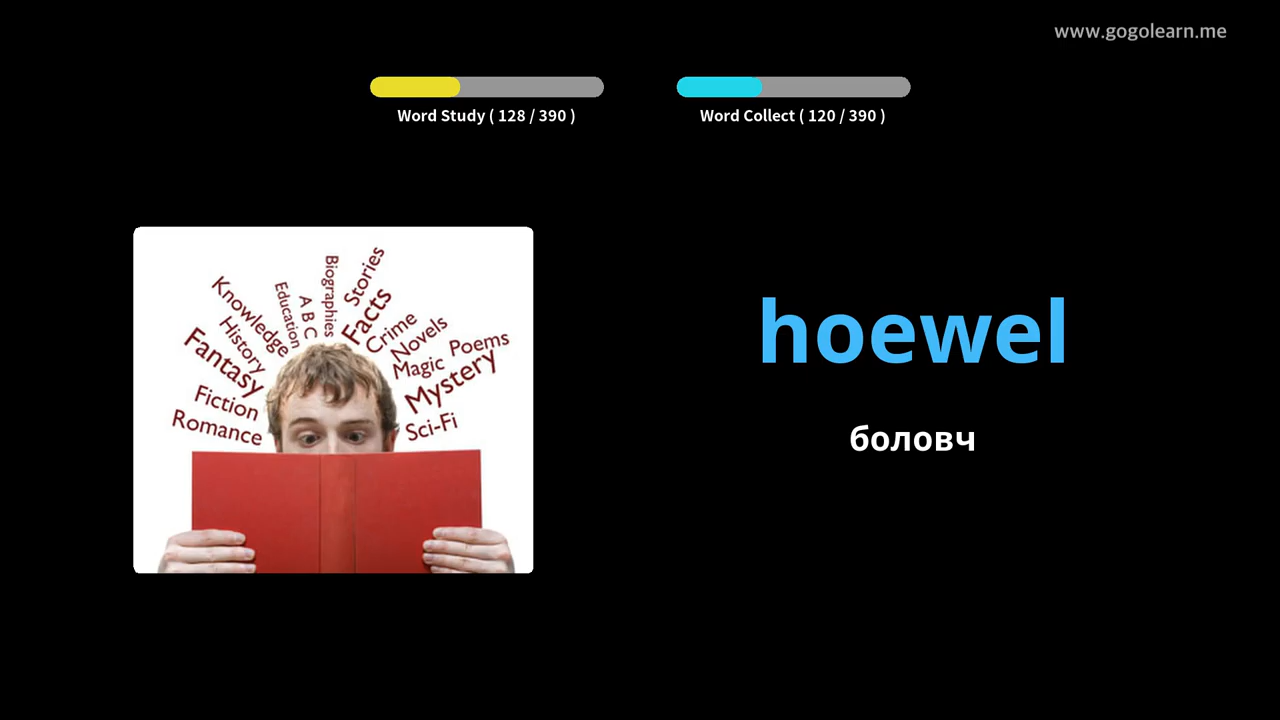 www.gogolearn.me
Word Study ( 128 / 390 )
Word Collect ( 120 / 390 )
Stories
Biographies
Education
A B C
Facts
Knowledge
Crime
Novels
History
Poems
Fantasy
Magic
Mystery
Fiction
Romance
Sci-Fi
hoewel
боловч